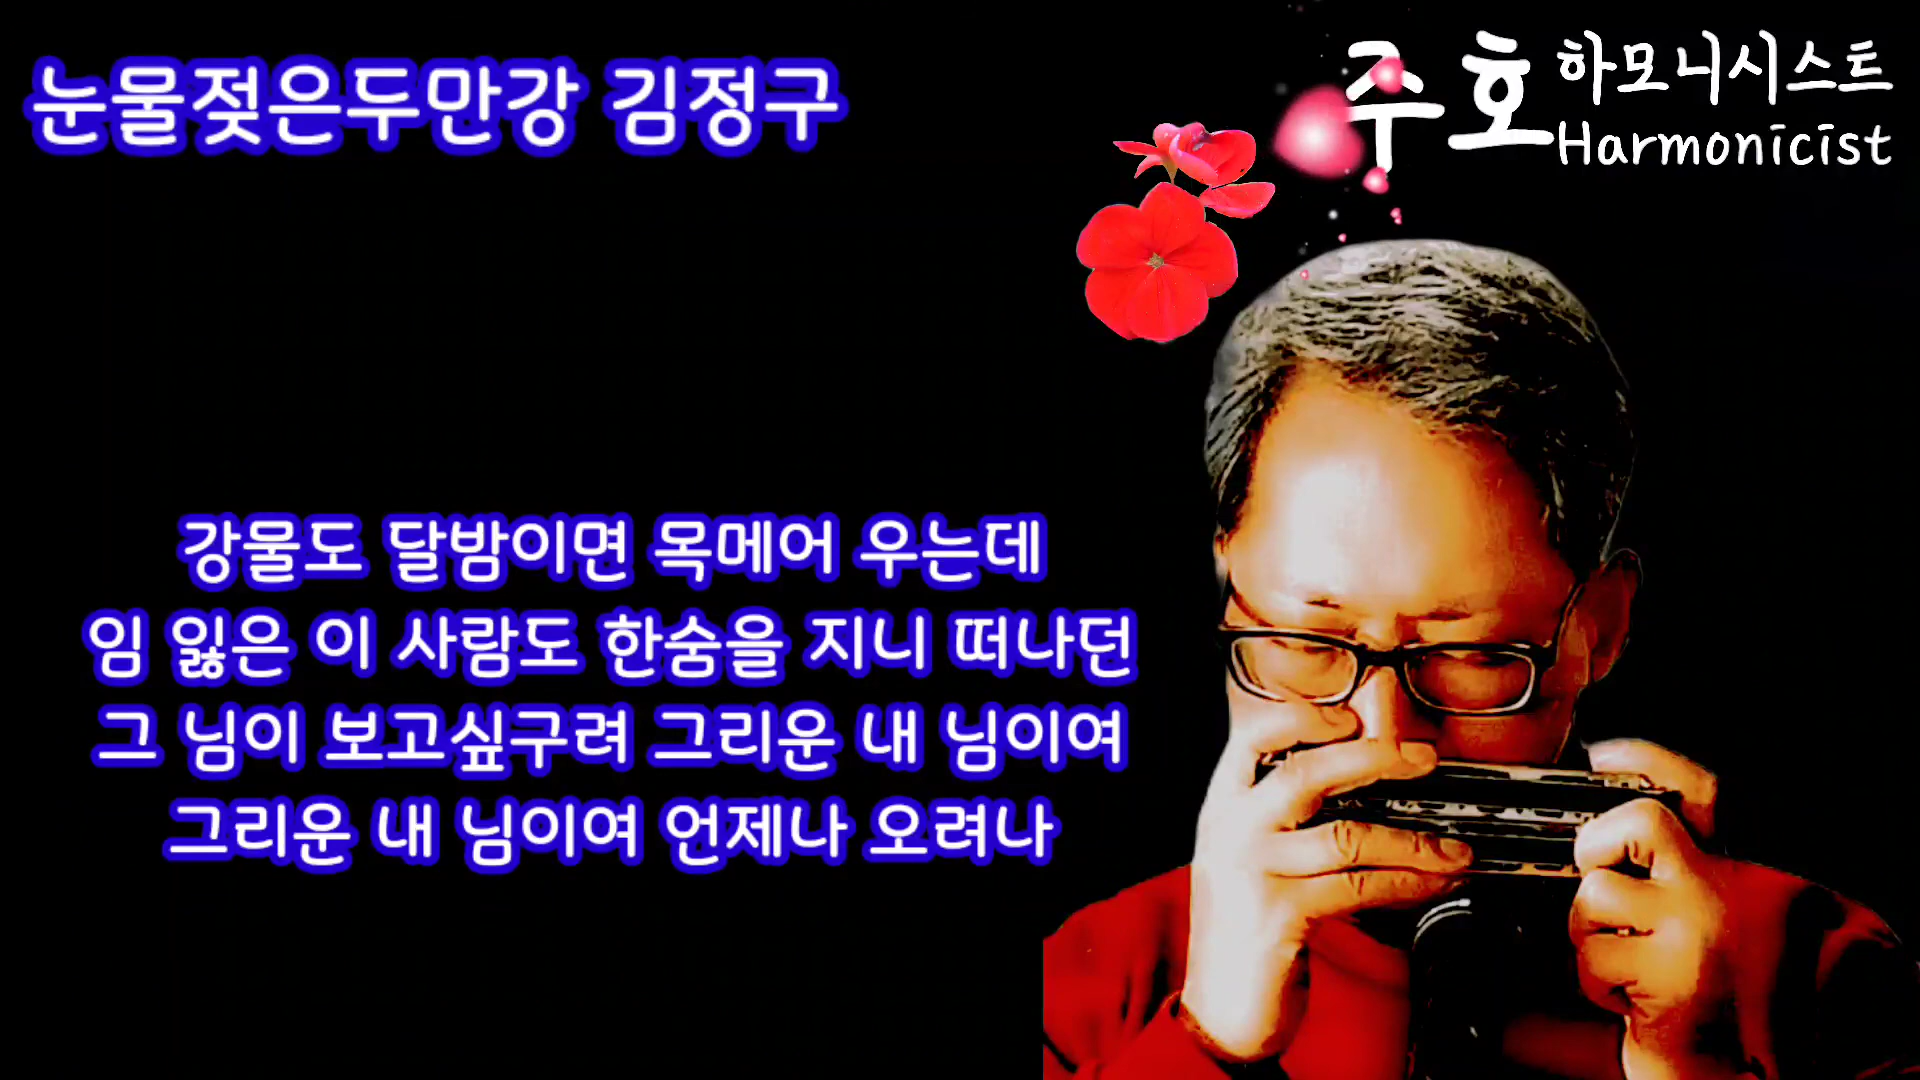 눈물젖은두만강 김정구
주호 하모니시스트
Harmonicist
강물도 달밤이면 목메어 우는데
임 잃은 이 사람도 한숨을 지니 떠나던
그 님이 보고싶구려 그리운 내 님이여
그리운 내 님이여 언제나 오려나